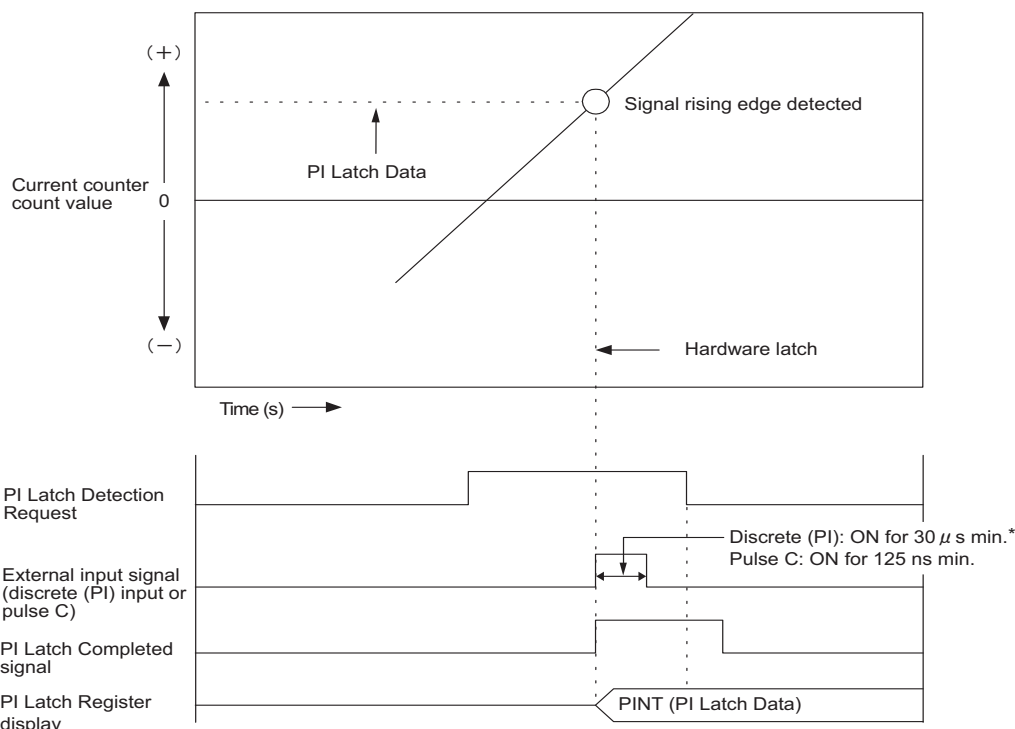 (+)
Signal rising edge detected
PI Latch Data
Current counter
count value
0
Hardware latch
(−)
Time (s)
PI Latch Detection
Request
Discrete (PI): ON for 30 μ s min.*
Pulse C: ON for 125 ns min.
External input signal
(discrete (PI) input or
pulse C)
PI Latch Completed
signal
PI Latch Register
display
PINT (PI Latch Data)